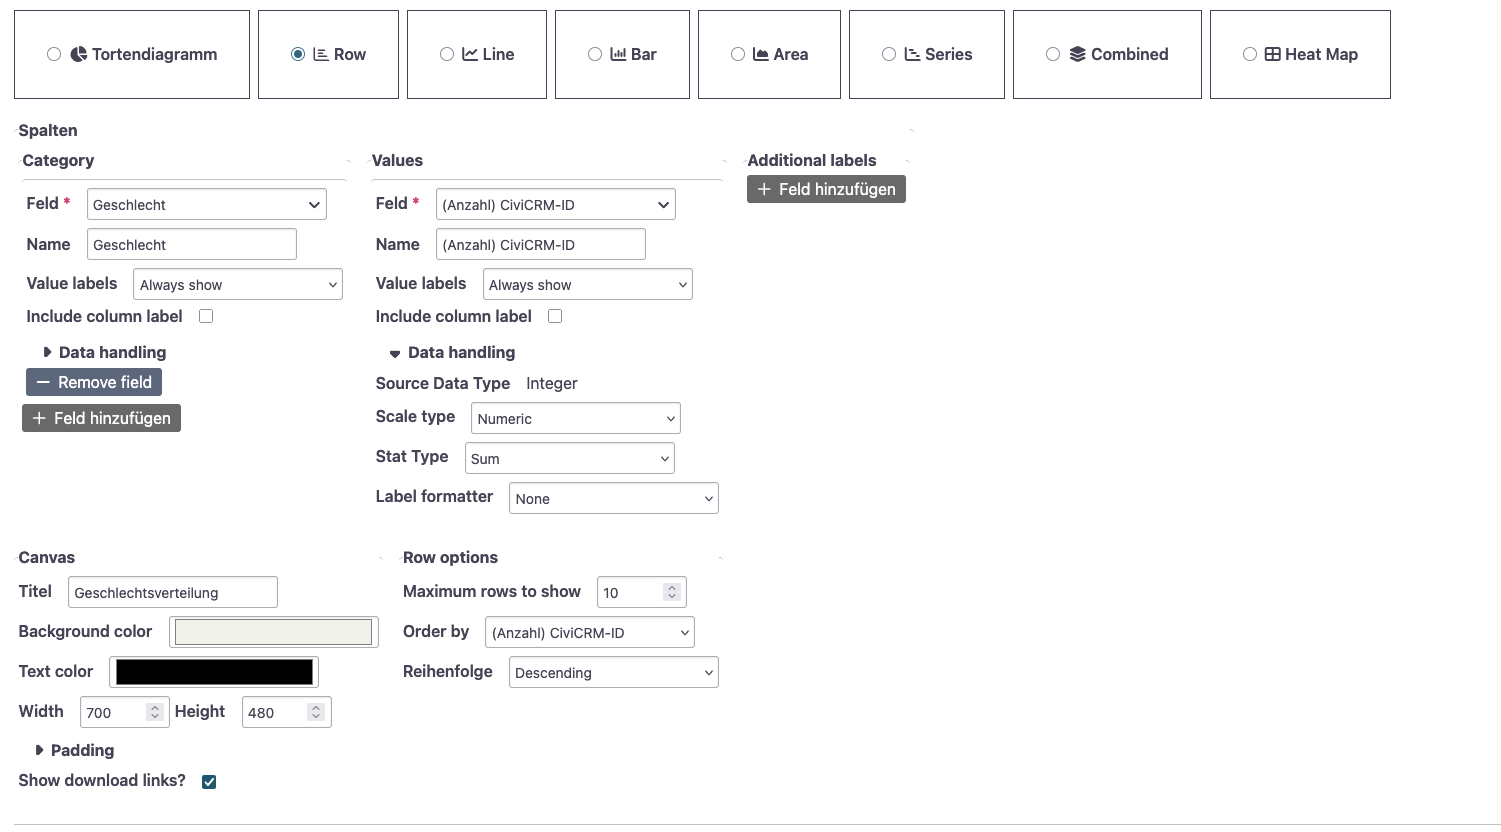 Tortendiagramm Row Line Bar Area Series Combined Heat Map
Spalten
Category
Feld *
Geschlecht
Name
Geschlecht
Value labels
Always show
Include column label
Data handling
Remove field
Feld hinzufügen
Values
Feld *
(Anzahl) CiviCRM-ID
Name
(Anzahl) CiviCRM-ID
Value labels
Always show
Include column label
Data handling
Source Data Type Integer
Scale type
Numeric
Stat Type
Sum
Label formatter
None
Additional labels
Feld hinzufügen
Canvas
Titel
Geschlechtsverteilung
Background color
Text color
Width
700
Height
480
Padding
Show download links?
Row options
Maximum rows to show
10
Order by
(Anzahl) CiviCRM-ID
Reihenfolge
Descending